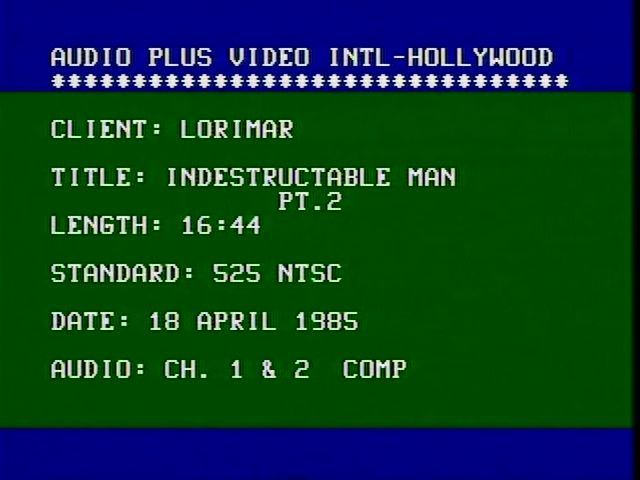 AUDIO PLUS VIDEO INTL-HOLLYWOOD
********************************
CLIENT: LORIMAR
TITLE: INDESTRUCTABLE MAN
PT.2
LENGTH: 16:44
STANDARD: 525 NTSC
DATE: 18 APRIL 1985
AUDIO: CH. 1 & 2  COMP